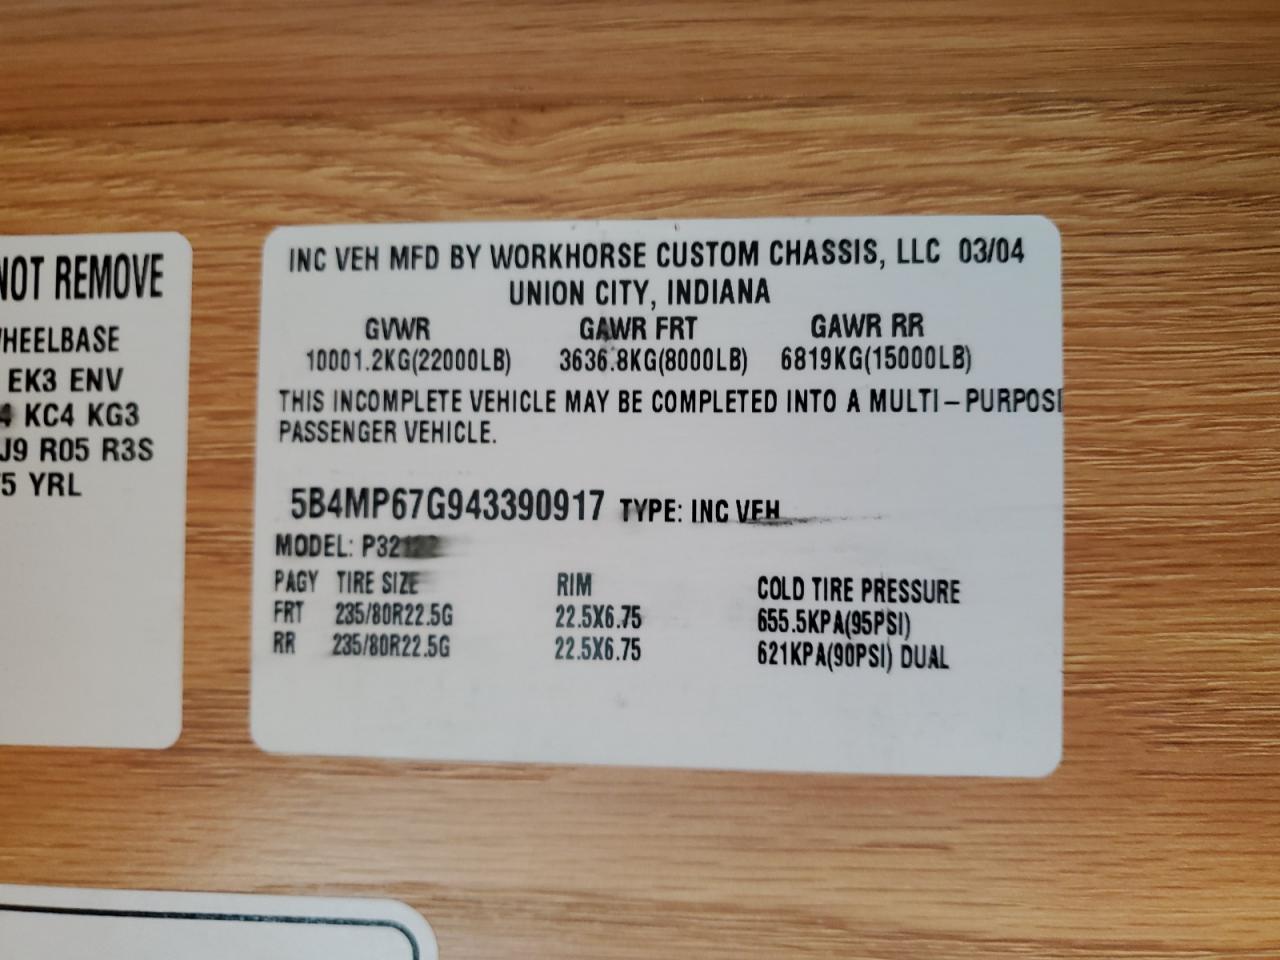 NOT REMOVE
WHEELBASE
EK3 ENV
4 KC4 KG3
J9 R05 R3S
5 YRL
INC VEH MFD BY WORKHORSE CUSTOM CHASSIS, LLC 03/04
UNION CITY, INDIANA
GVWR GAWR FRT GAWR RR
10001.2KG(22000LB) 3636.8KG(8000LB) 6819KG(15000LB)
THIS INCOMPLETE VEHICLE MAY BE COMPLETED INTO A MULTI-PURPOSE
PASSENGER VEHICLE.
5B4MP67G943390917 TYPE: INC VEH
MODEL:
PAGY TIRE SIZE RIM COLD TIRE PRESSURE
FRT 235/80R22.5G 22.5X6.75 655.5KPA(95PSI)
RR 235/80R22.5G 22.5X6.75 621KPA(90PSI) DUAL